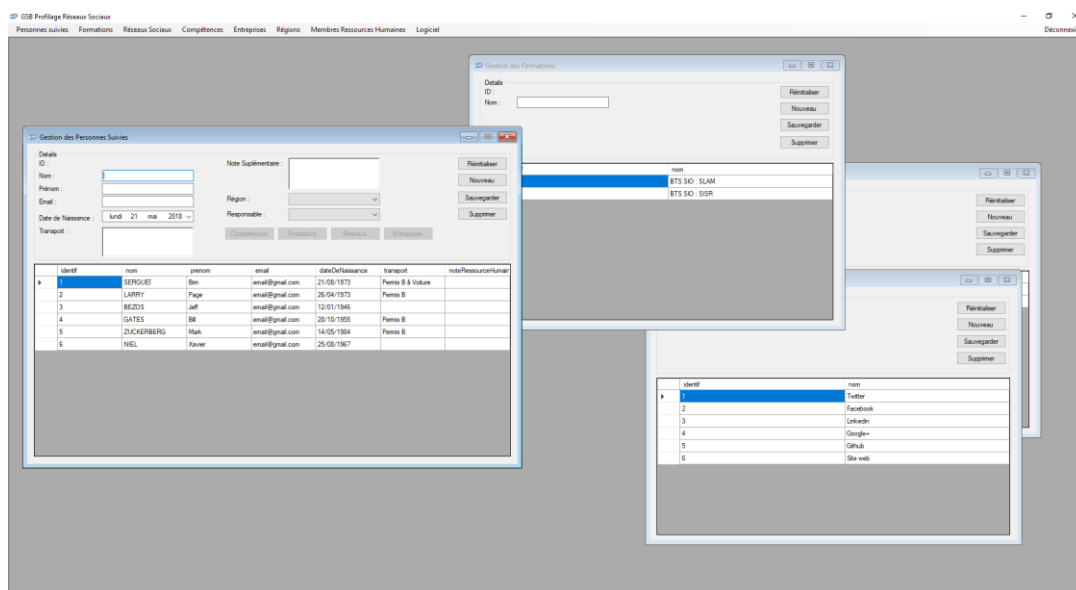 GSB Profilage Réseaux Sociaux
Personnes suivies Formations Réseaux Sociaux Compétences Entreprises Régions Membres Ressources Humaines Logiciel Déconnexi
Gestion des Formations
Details
ID :
Nom :
Réinitialiser
Nouveau
Sauvegarder
Supprimer
nom
BTS SIO : SLAM
BTS SIO : SISR
Gestion des Personnes Suivies
Details
ID :
Nom :
Prénom :
Email :
Date de Naissance : lundi 21 mai 2018
Transport :
Note Suplémentaire :
Région :
Responsable :
Compétences Formations Réseaux Entreprises
Réinitialiser
Nouveau
Sauvegarder
Supprimer
identif nom prenom email dateDeNaissance transport noteRessourceHumain
1 SERGUEÏ Brin email@gmail.com 21/08/1973 Permis B & Voiture
2 LARRY Page email@gmail.com 26/04/1973 Permis B
3 BEZOS Jeff email@gmail.com 12/01/1946
4 GATES Bill email@gmail.com 28/10/1955 Permis B
5 ZUCKERBERG Mark email@gmail.com 14/05/1984 Permis B
6 NIEL Xavier email@gmail.com 25/08/1967
Réinitialiser
Nouveau
Sauvegarder
Supprimer
Réinitialiser
Nouveau
Sauvegarder
Supprimer
identif nom
1 Twitter
2 Facebook
3 Linkedin
4 Google+
5 Github
6 Site web